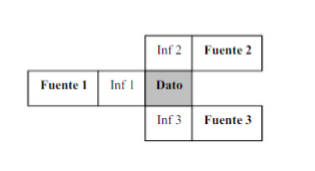 Inf 2 Fuente 2
Fuente 1 Inf 1 Dato
Inf 3 Fuente 3